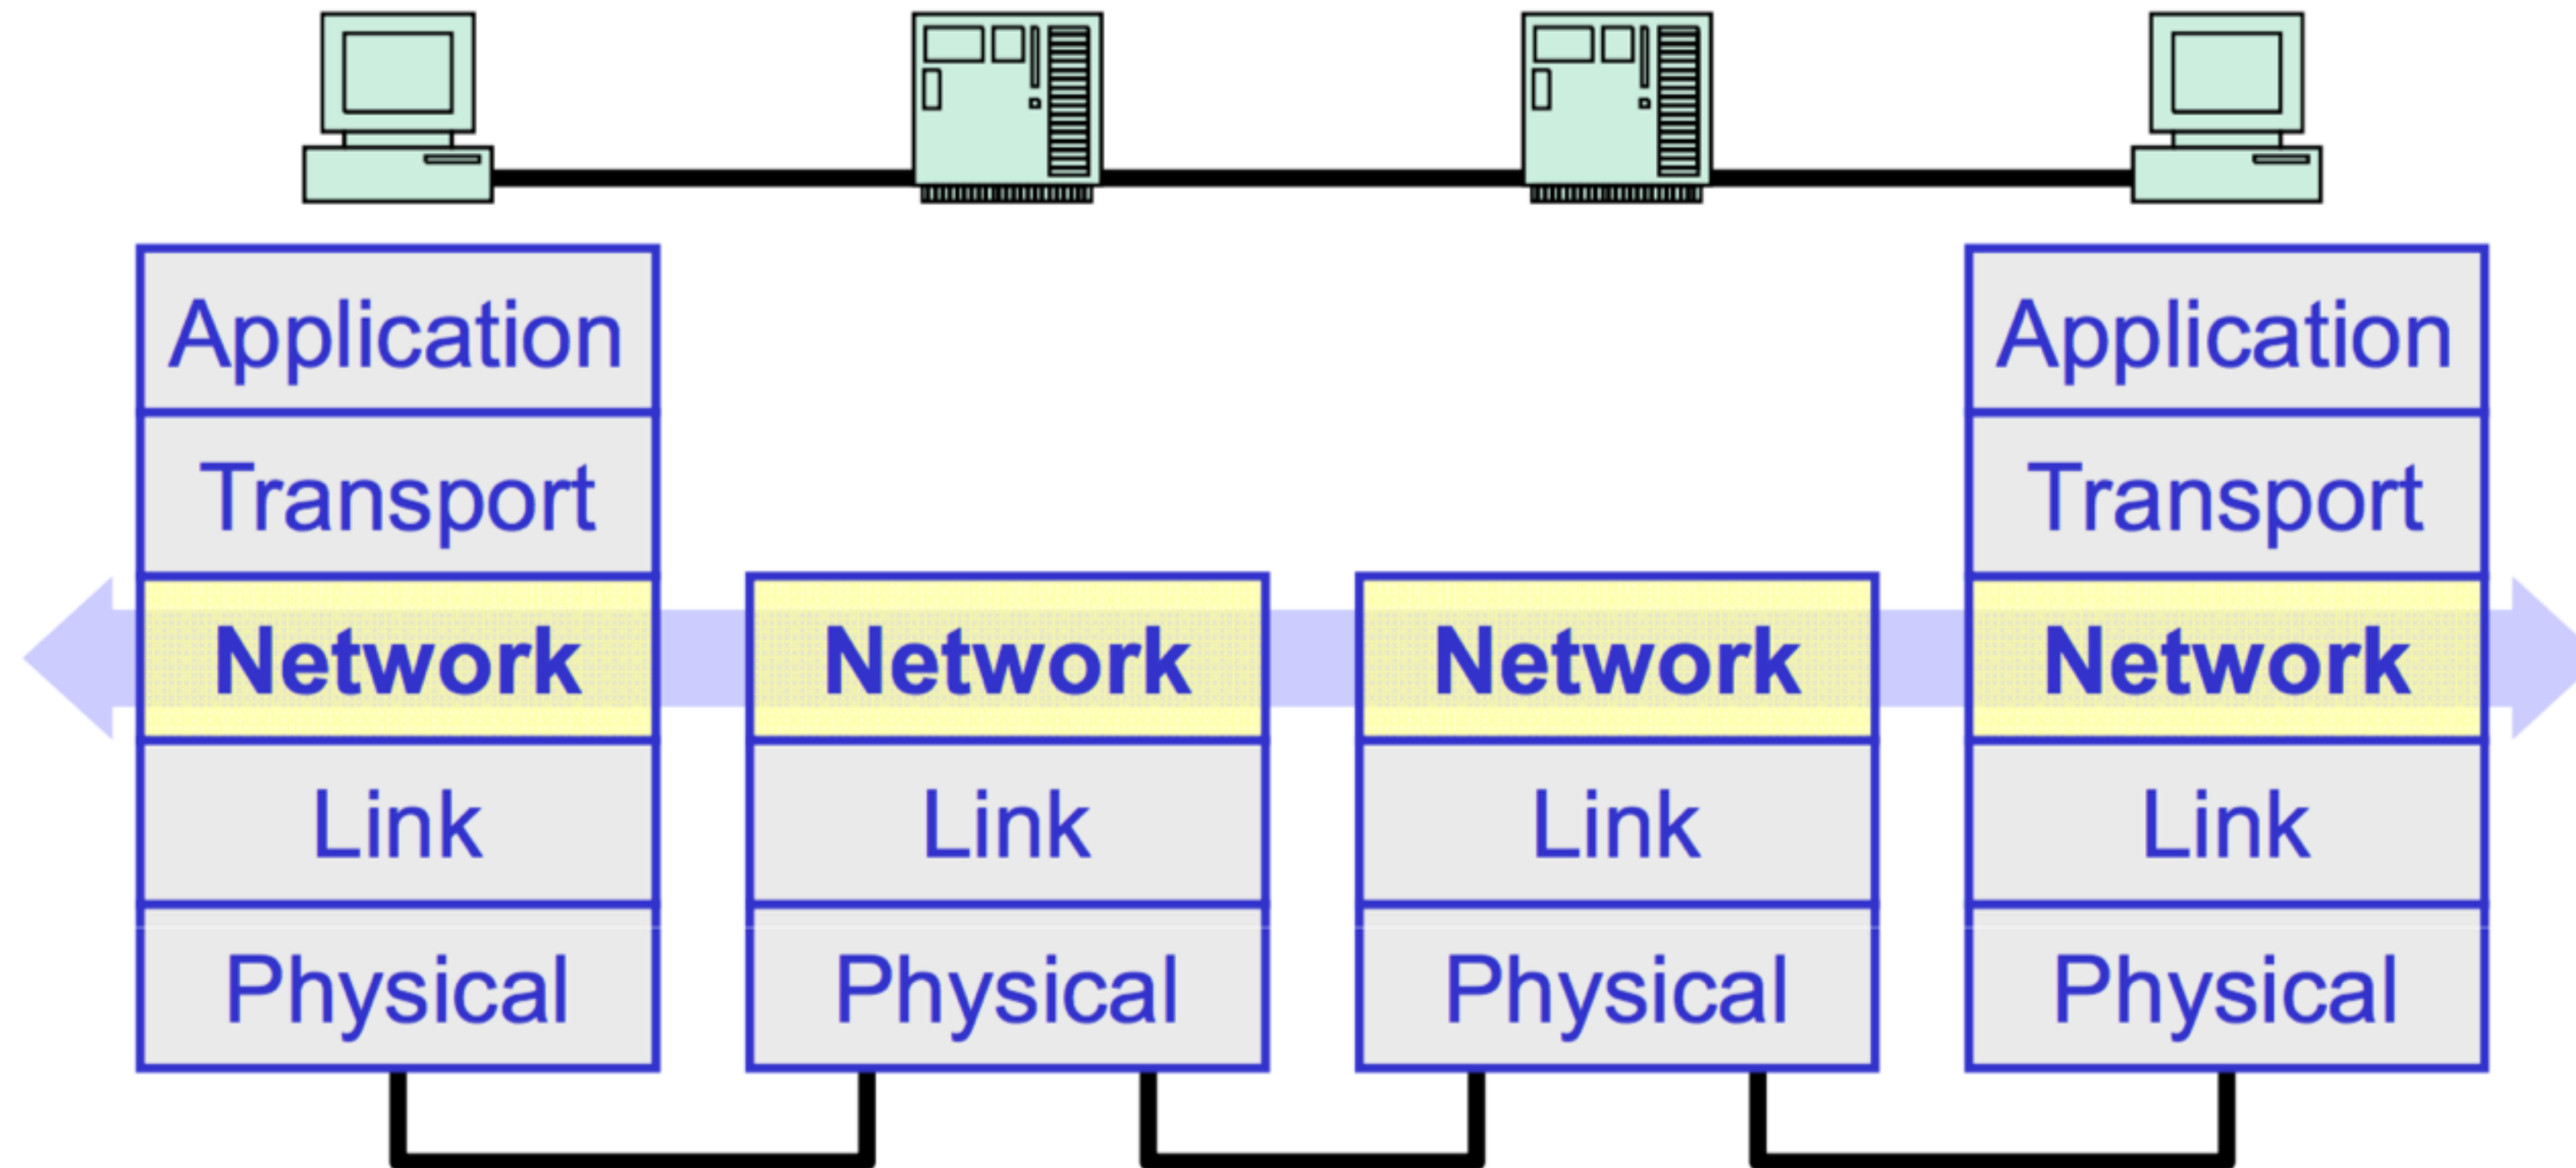 Application
Transport
Network
Link
Physical
Network
Link
Physical
Network
Link
Physical
Application
Transport
Network
Link
Physical